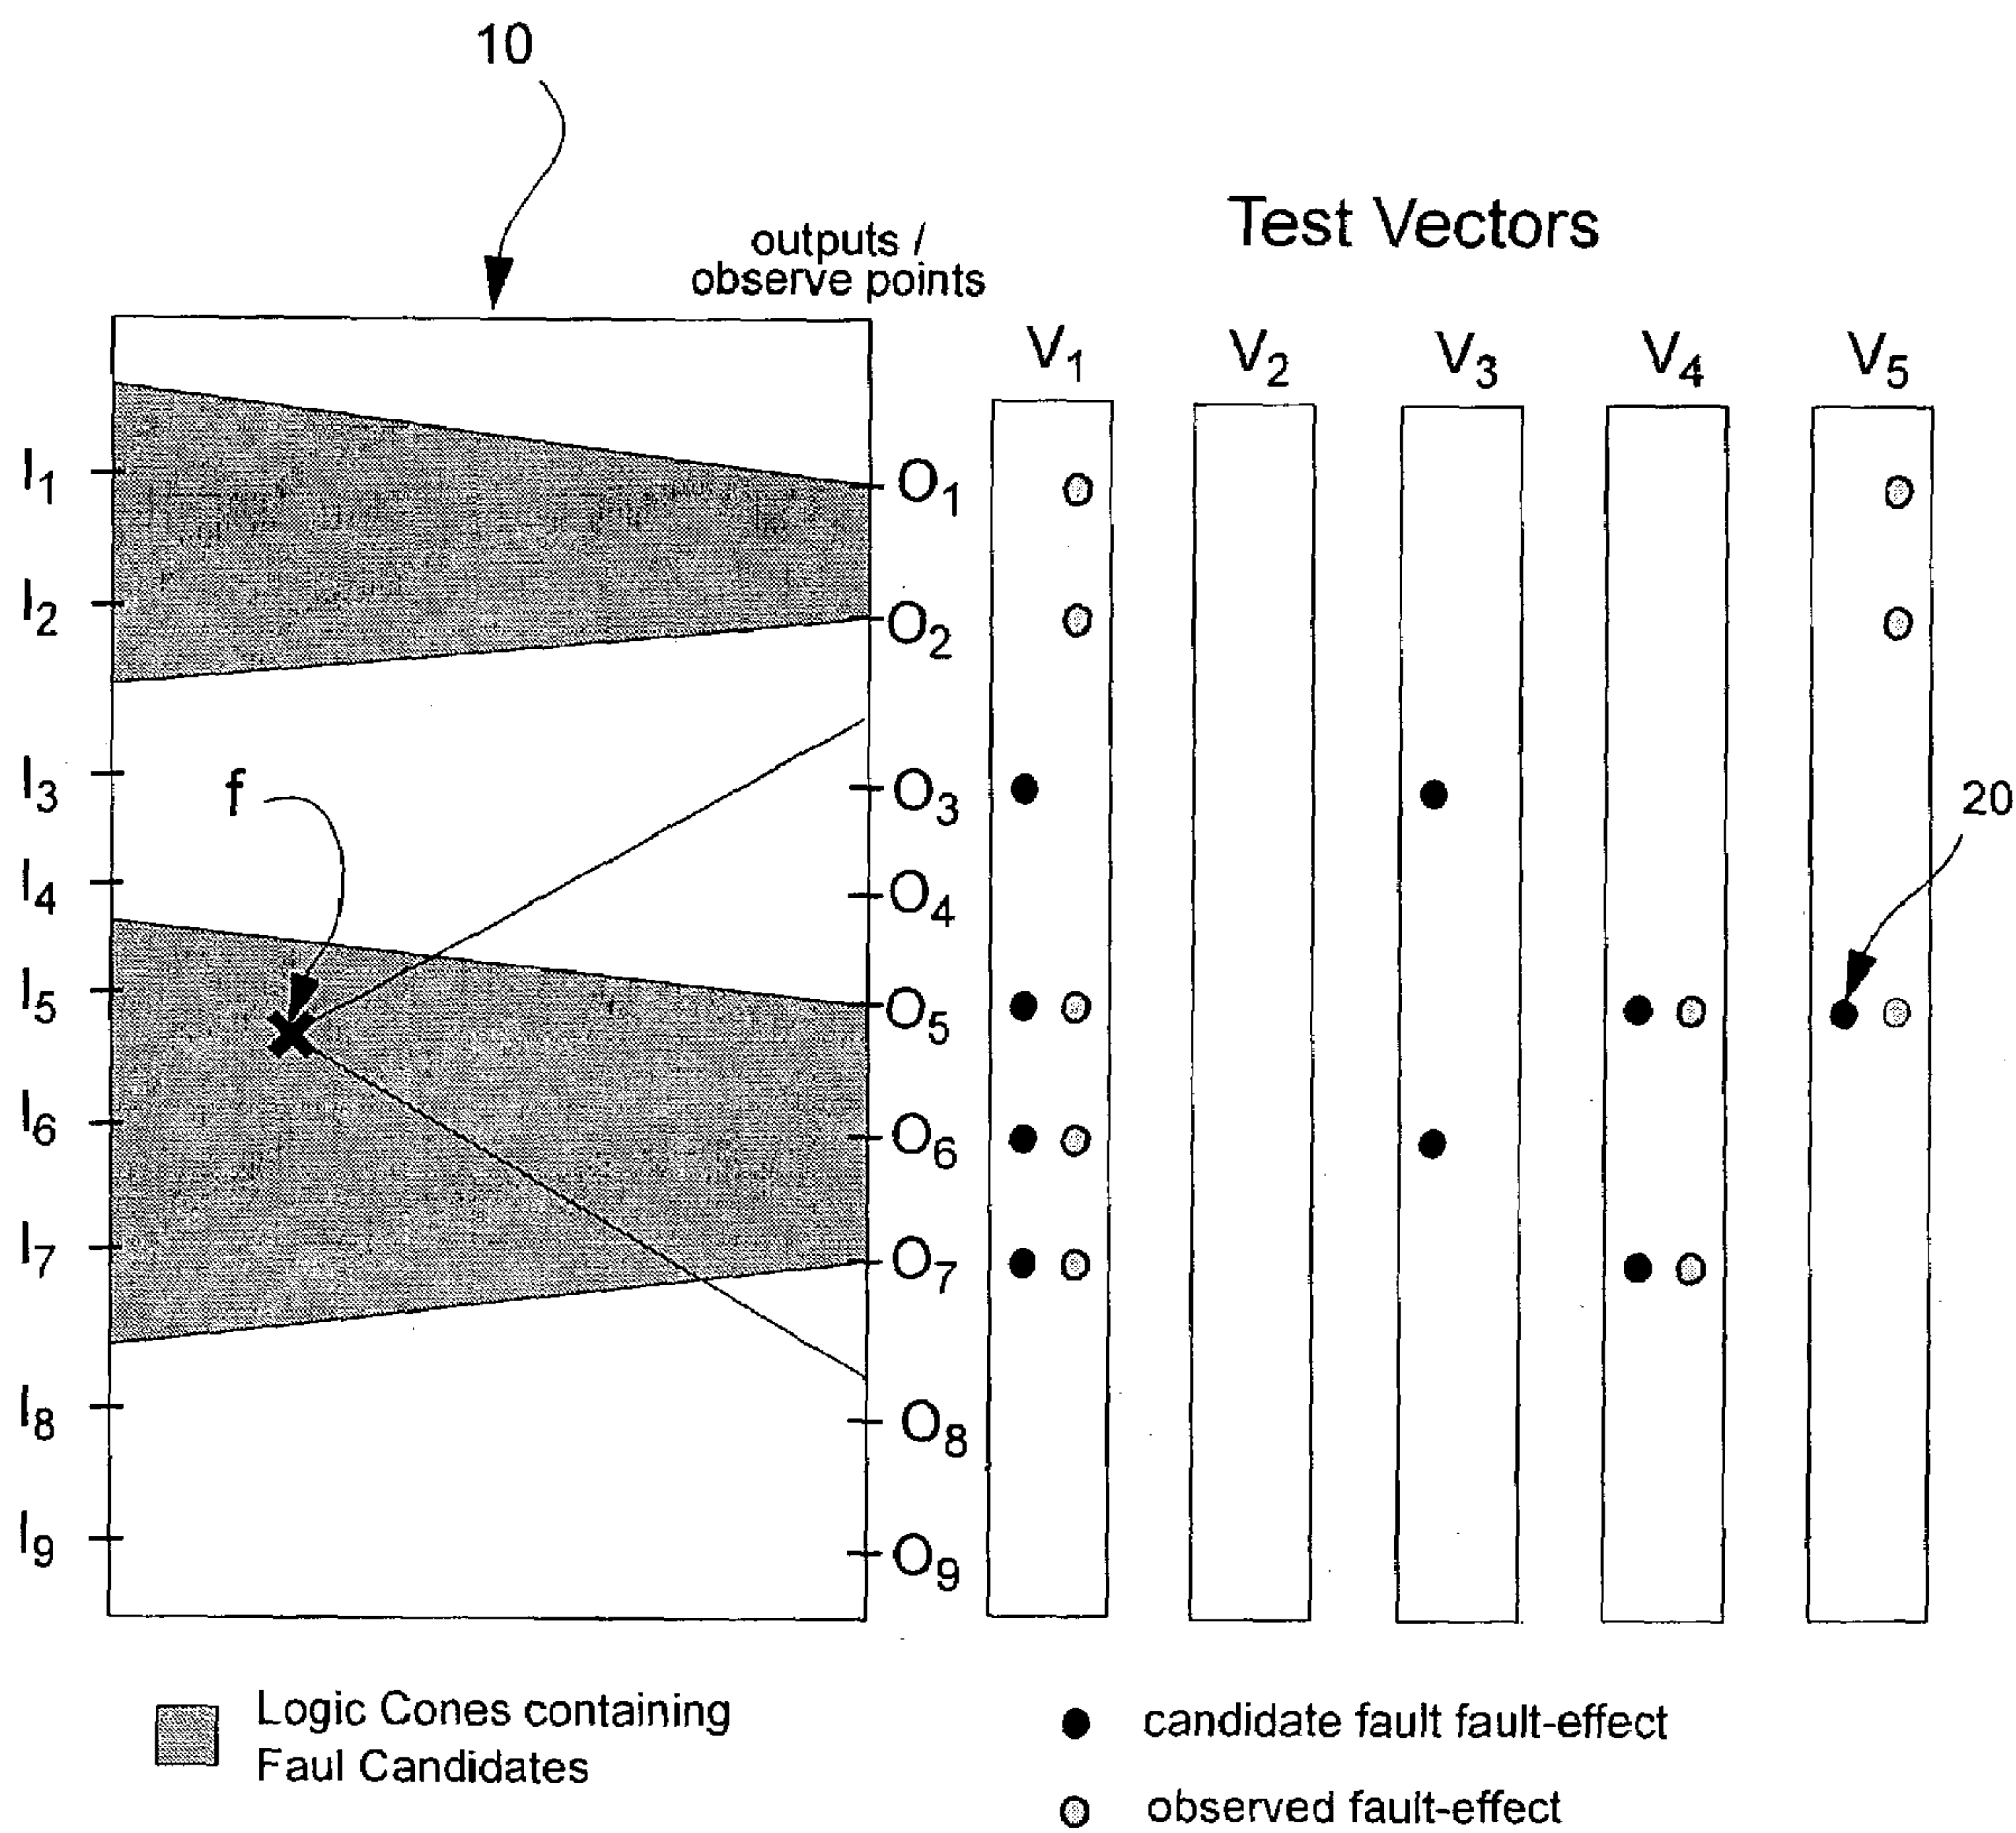 10
outputs /
observe points
Test Vectors
V1 V2 V3 V4 V5
I1 O1
I2 O2
I3 f O3 20
I4 O4
I5 O5
I6 O6
I7 O7
I8 O8
I9 O9
Logic Cones containing
Faul Candidates
candidate fault fault-effect
observed fault-effect